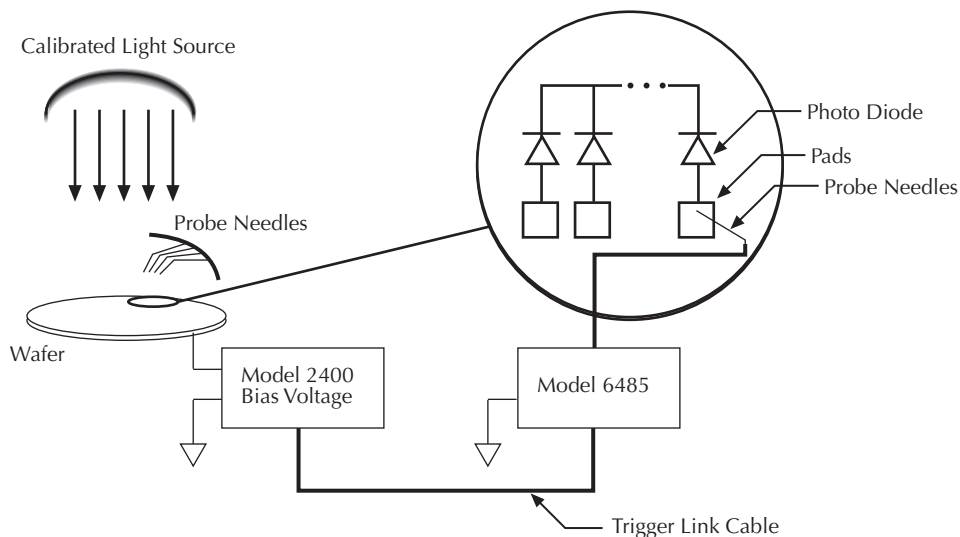 Calibrated Light Source
Photo Diode
Pads
Probe Needles
Probe Needles
Wafer
Model 2400
Bias Voltage
Model 6485
Trigger Link Cable